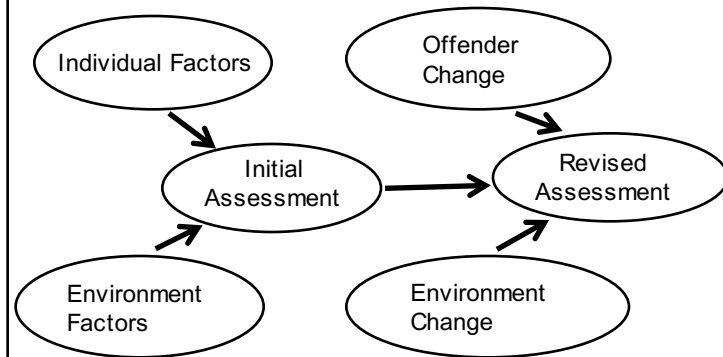 Individual Factors
Offender
Change
Initial
Assessment
Revised
Assessment
Environment
Factors
Environment
Change